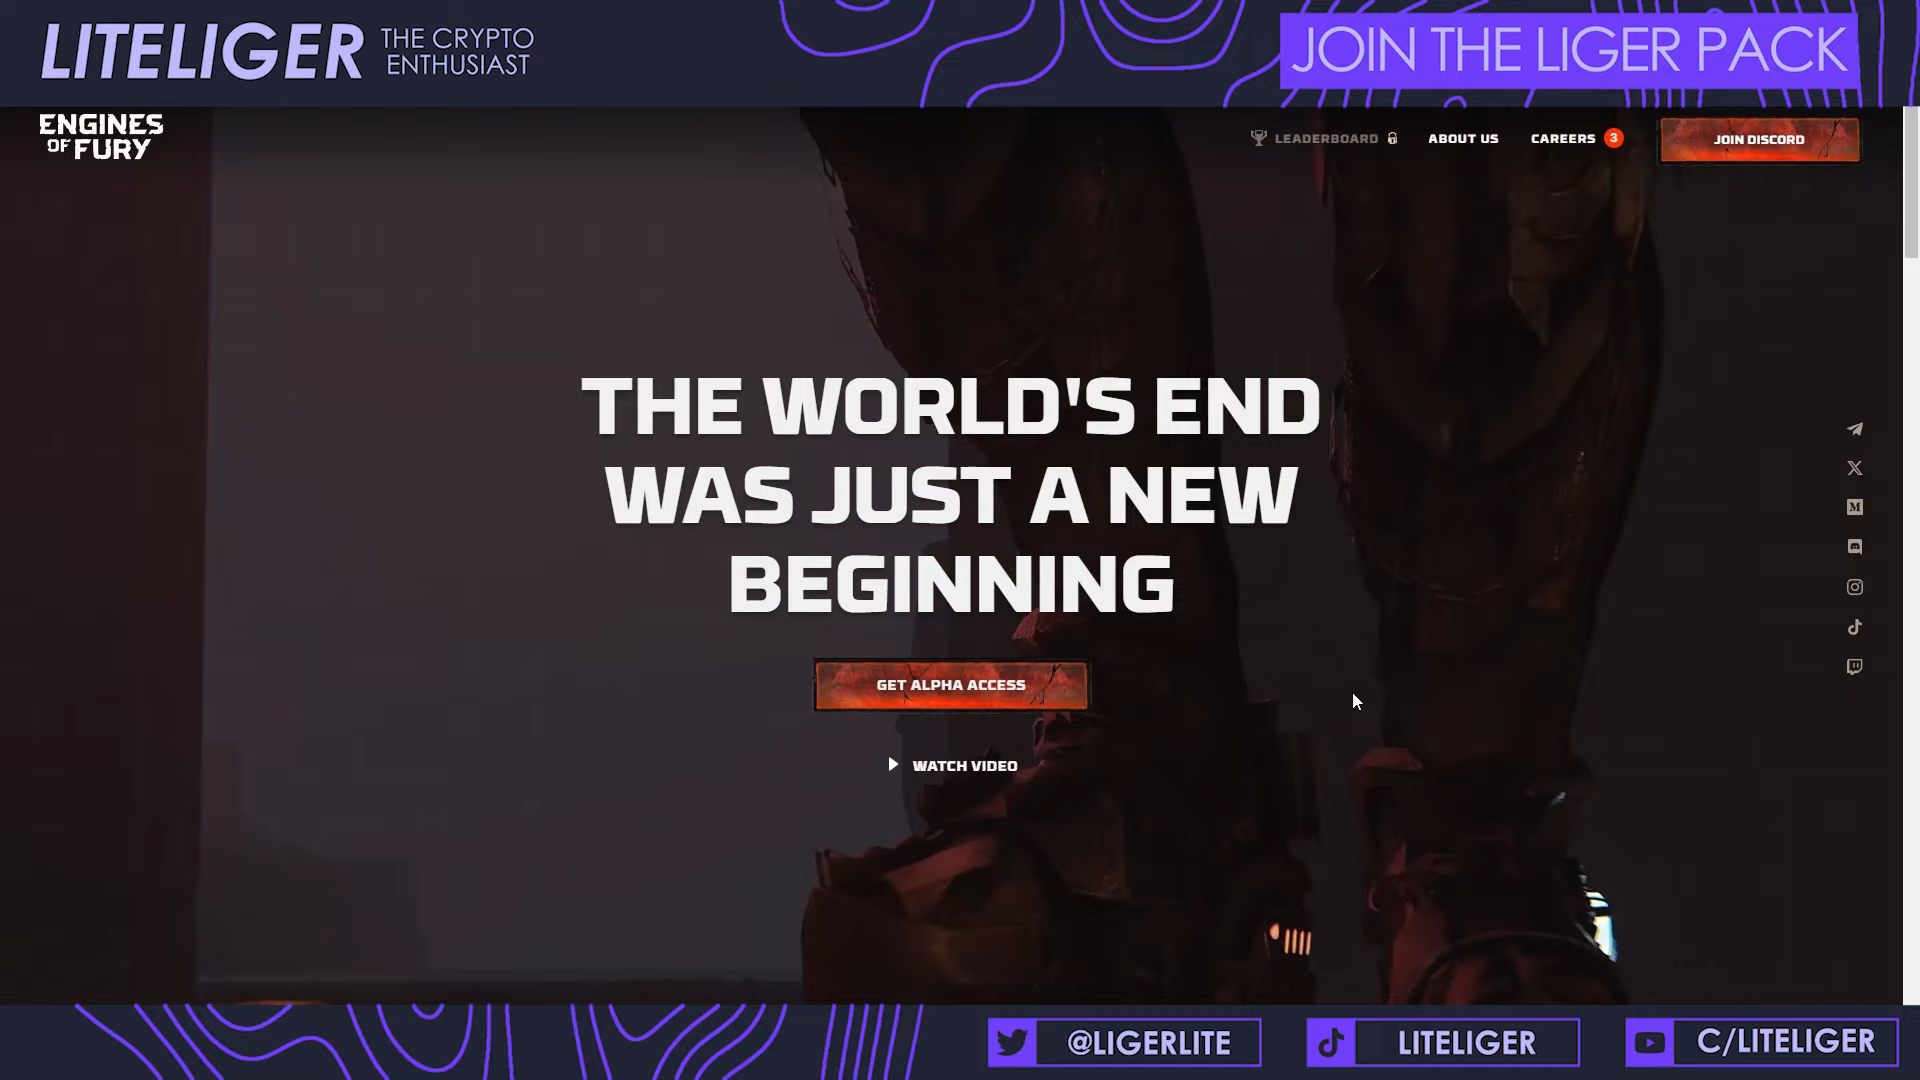 LITELIGER
THE CRYPTO
ENTHUSIAST
JOIN THE LIGER PACK
ENGINES
OF FURY
LEADERBOARD
ABOUT US
CAREERS 3
JOIN DISCORD
THE WORLD'S END
WAS JUST A NEW
BEGINNING
GET ALPHA ACCESS
WATCH VIDEO
@LIGERLITE
LITELIGER
C/LITELIGER